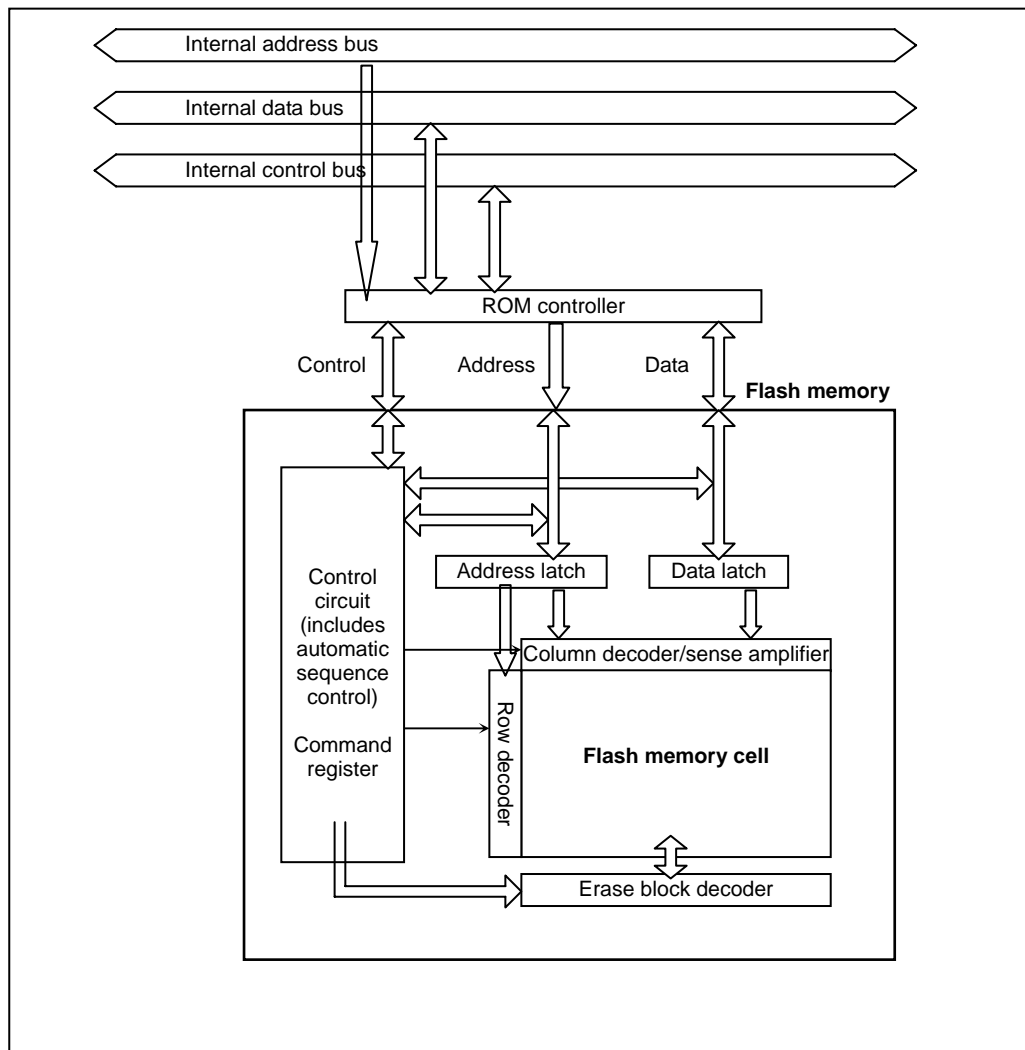 Internal address bus
Internal data bus
Internal control bus
ROM controller
Control
Address
Data
Flash memory
Control
circuit
(includes
automatic
sequence
control)
Command
register
Address latch
Data latch
Column decoder/sense amplifier
Row decoder
Flash memory cell
Erase block decoder